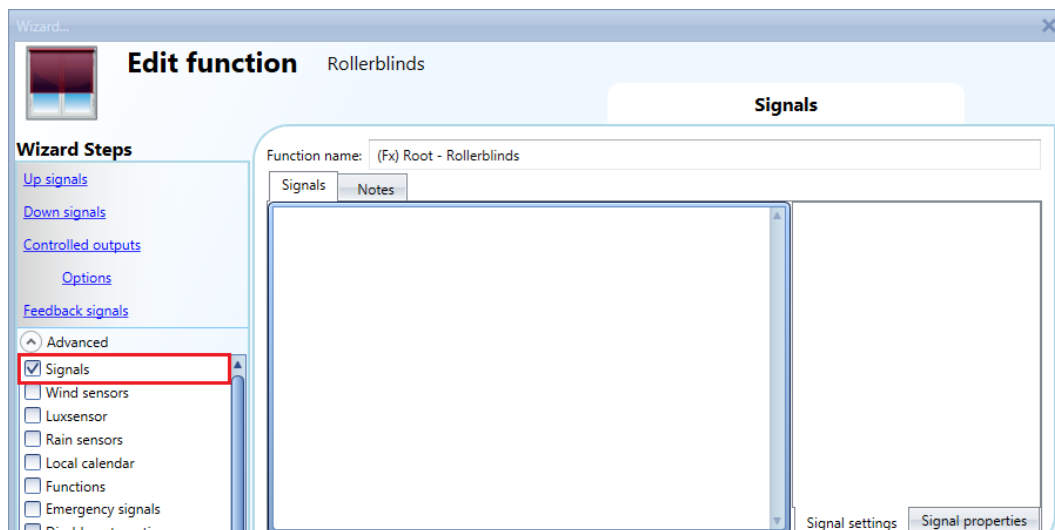 Wizard...
Edit function Rollerblinds
Signals
Wizard Steps
Up signals
Down signals
Controlled outputs
Options
Feedback signals
Advanced
Signals
Wind sensors
Luxsensor
Rain sensors
Local calendar
Functions
Emergency signals
Function name: (Fx) Root - Rollerblinds
Signals Notes
Signal settings Signal properties